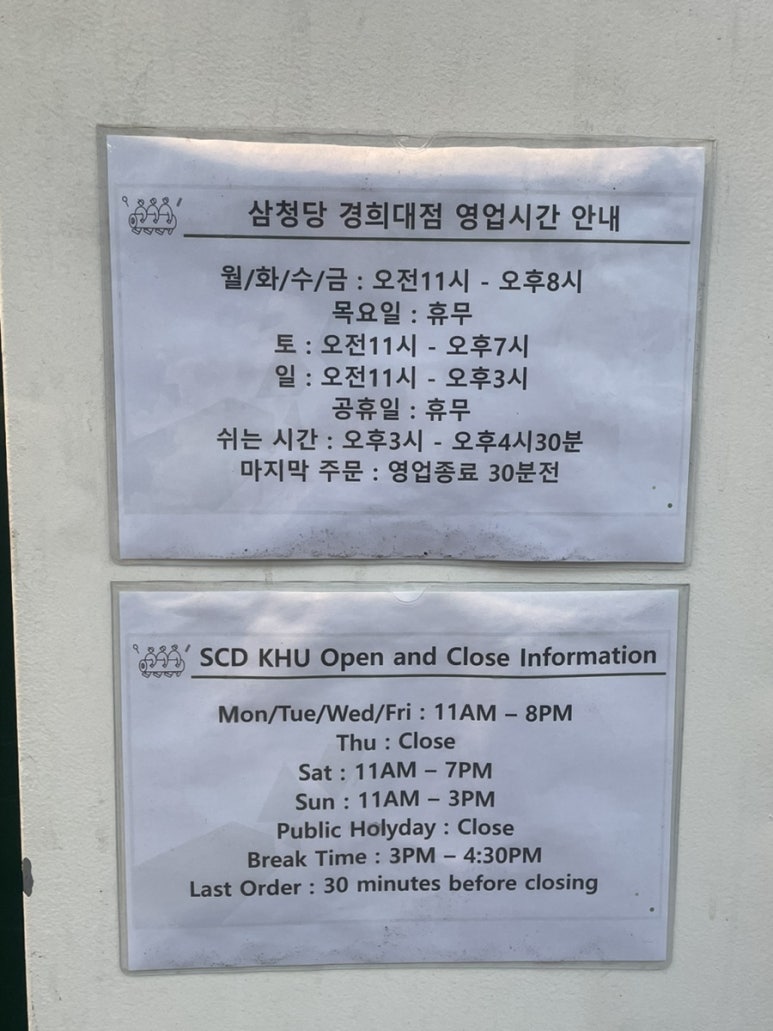 삼청당 경희대점 영업시간 안내
월/화/수/금 : 오전11시 - 오후8시
목요일 : 휴무
토 : 오전11시 - 오후7시
일 : 오전11시 - 오후3시
공휴일 : 휴무
쉬는 시간 : 오후3시 - 오후4시30분
마지막 주문 : 영업종료 30분전
SCD KHU Open and Close Information
Mon/Tue/Wed/Fri : 11AM – 8PM
Thu : Close
Sat : 11AM – 7PM
Sun : 11AM – 3PM
Public Holyday : Close
Break Time : 3PM – 4:30PM
Last Order : 30 minutes before closing